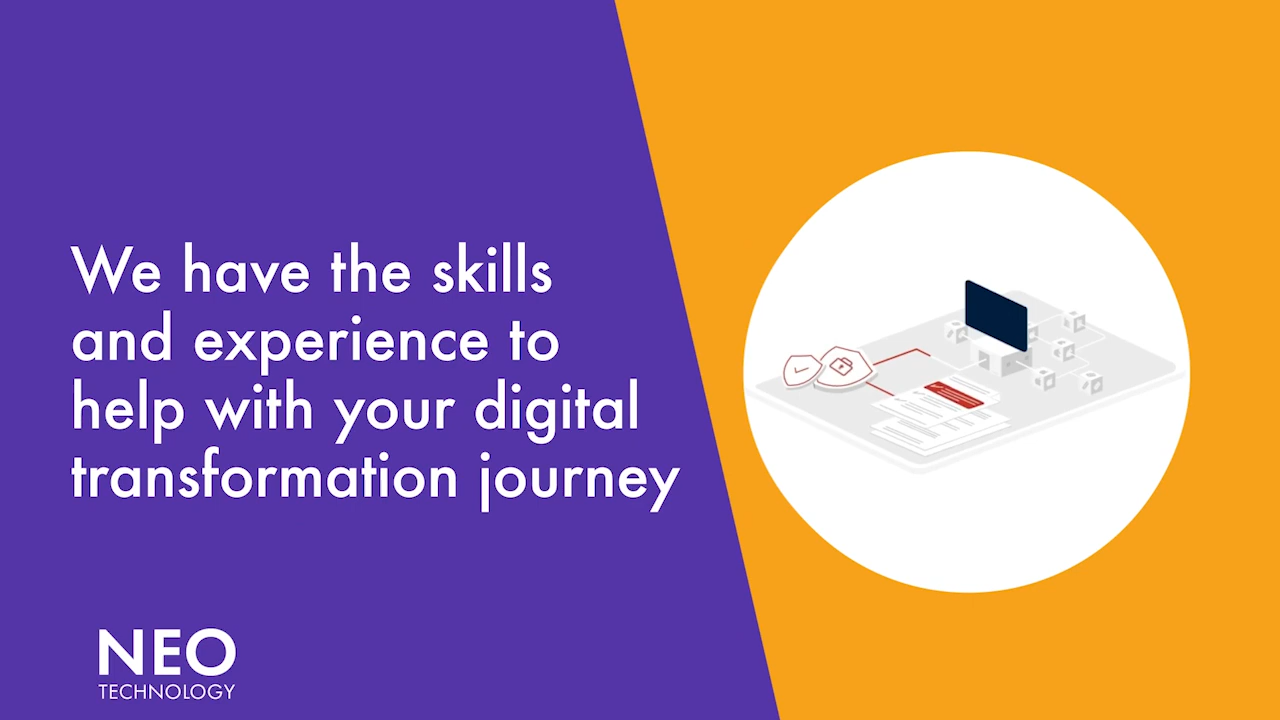 We have the skills
and experience to
help with your digital
transformation journey
NEO
TECHNOLOGY